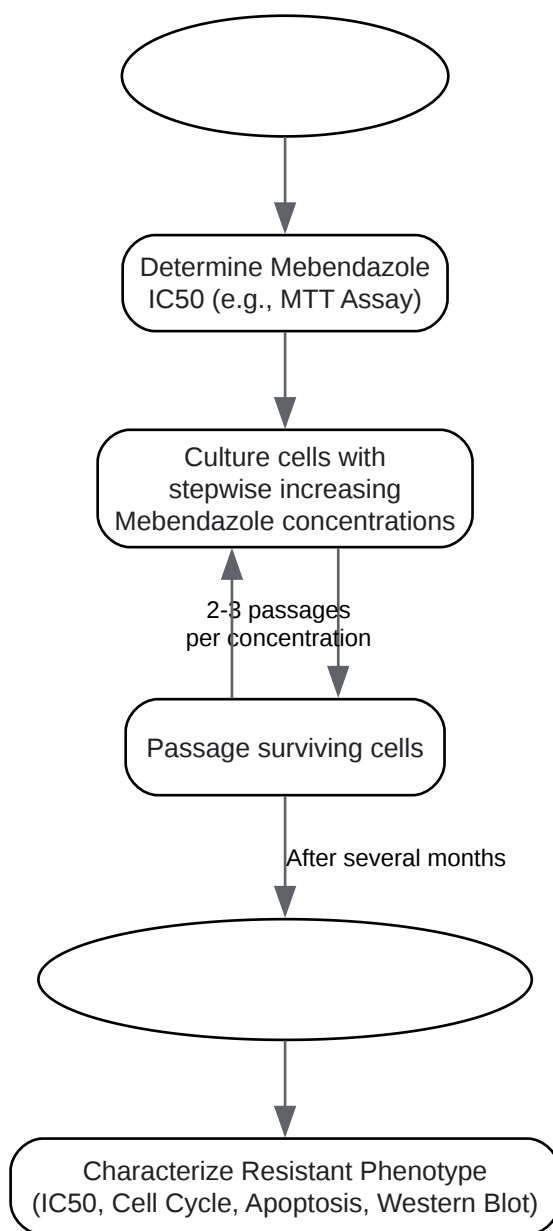 Determine Mebendazole
IC50 (e.g., MTT Assay)
Culture cells with
stepwise increasing
Mebendazole concentrations
2-3 passages
per concentration
Passage surviving cells
After several months
Characterize Resistant Phenotype
(IC50, Cell Cycle, Apoptosis, Western Blot)